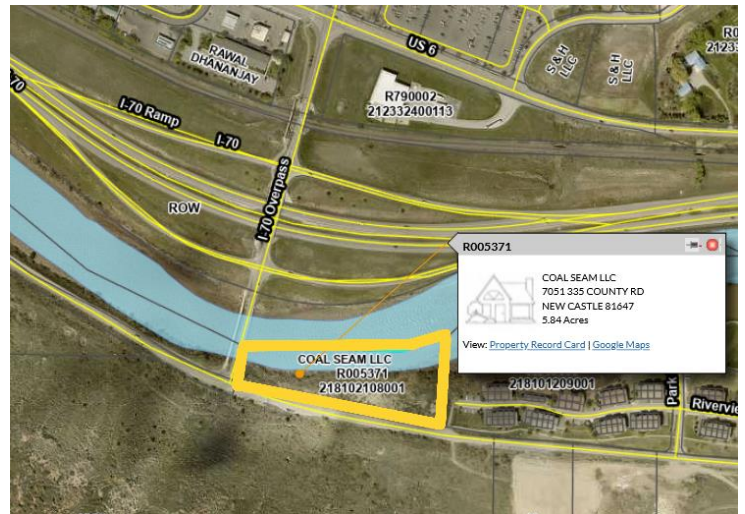 US 6
RAWAL
DHANANJAY
S & H
LLC
S & H
LLC
R790002
212332400113
I-70 Ramp
I-70
I-70 Overpass
ROW
R005371
COAL SEAM LLC
7051 335 COUNTY RD
NEW CASTLE 81647
5.84 Acres
View: Property Record Card | Google Maps
COAL SEAM LLC
R005371
218102108001
218101209001
Park
Rivervie